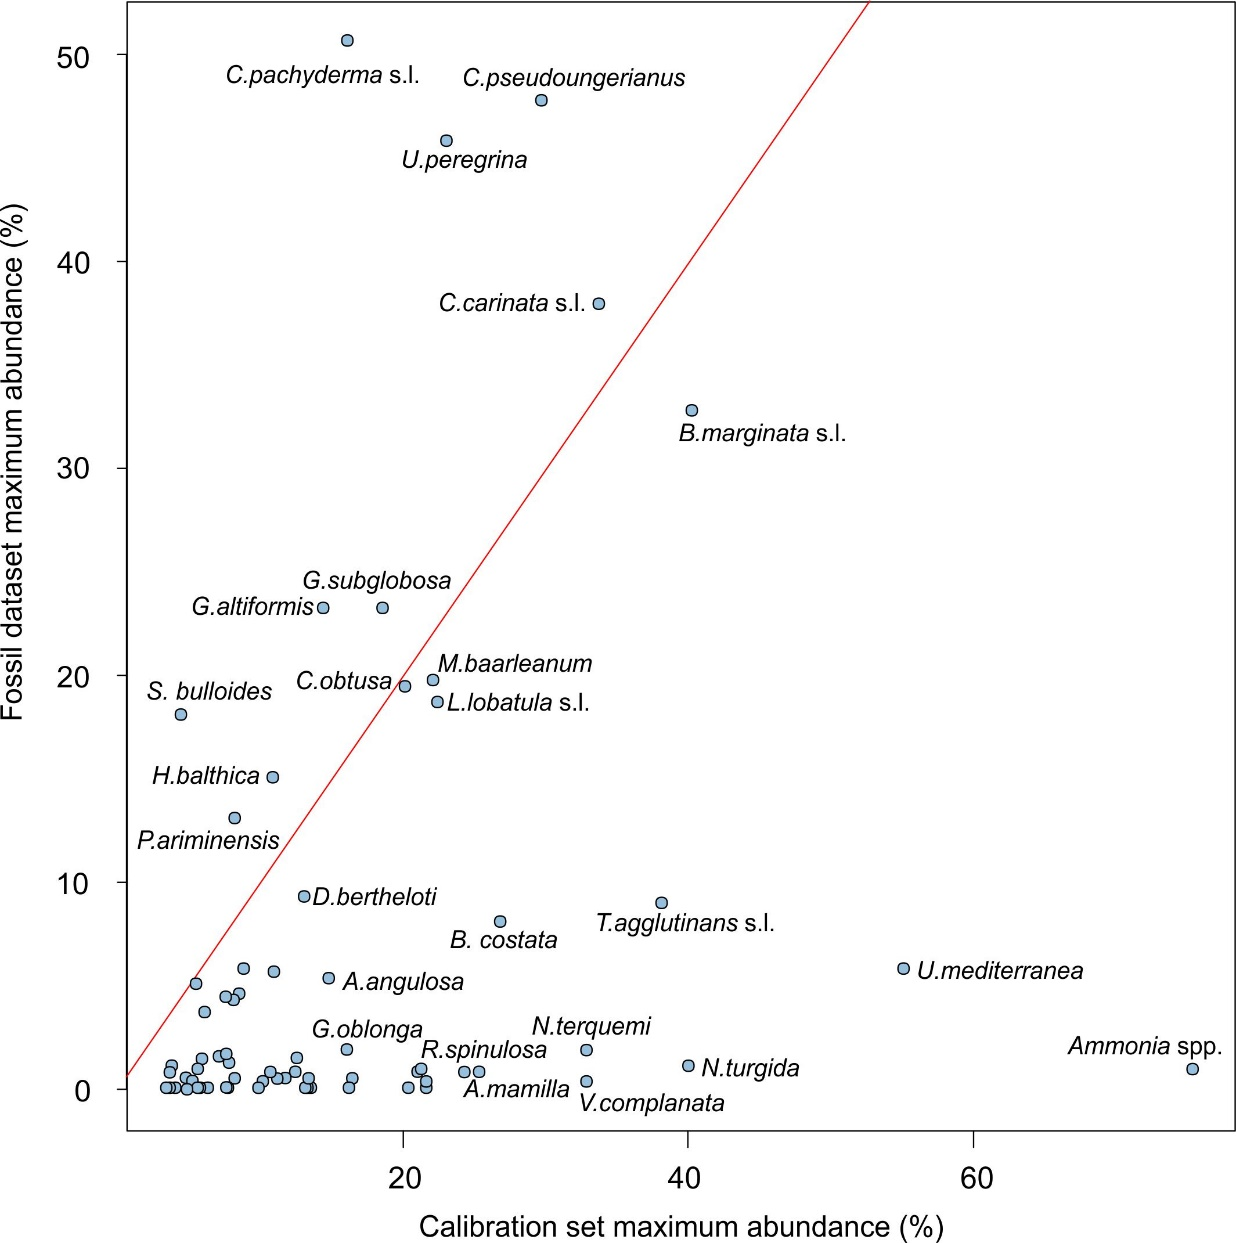 50
C.pachyderma s.l.
C.pseudoungerianus
U.peregrina
40
C.carinata s.l.
B.marginata s.l.
30
G.subglobosa
G.altiformis
M.baarleanum
20
C.obtusa
S. bulloides
L.lobatula s.l.
H.balthica
P.ariminensis
10
D.bertheloti
T.agglutinans s.l.
B. costata
U.mediterranea
A.angulosa
N.terquemi
G.oblonga
R.spinulosa
Ammonia spp.
N.turgida
0
A.mamilla
V.complanata
20
40
60
Calibration set maximum abundance (%)
Fossil dataset maximum abundance (%)